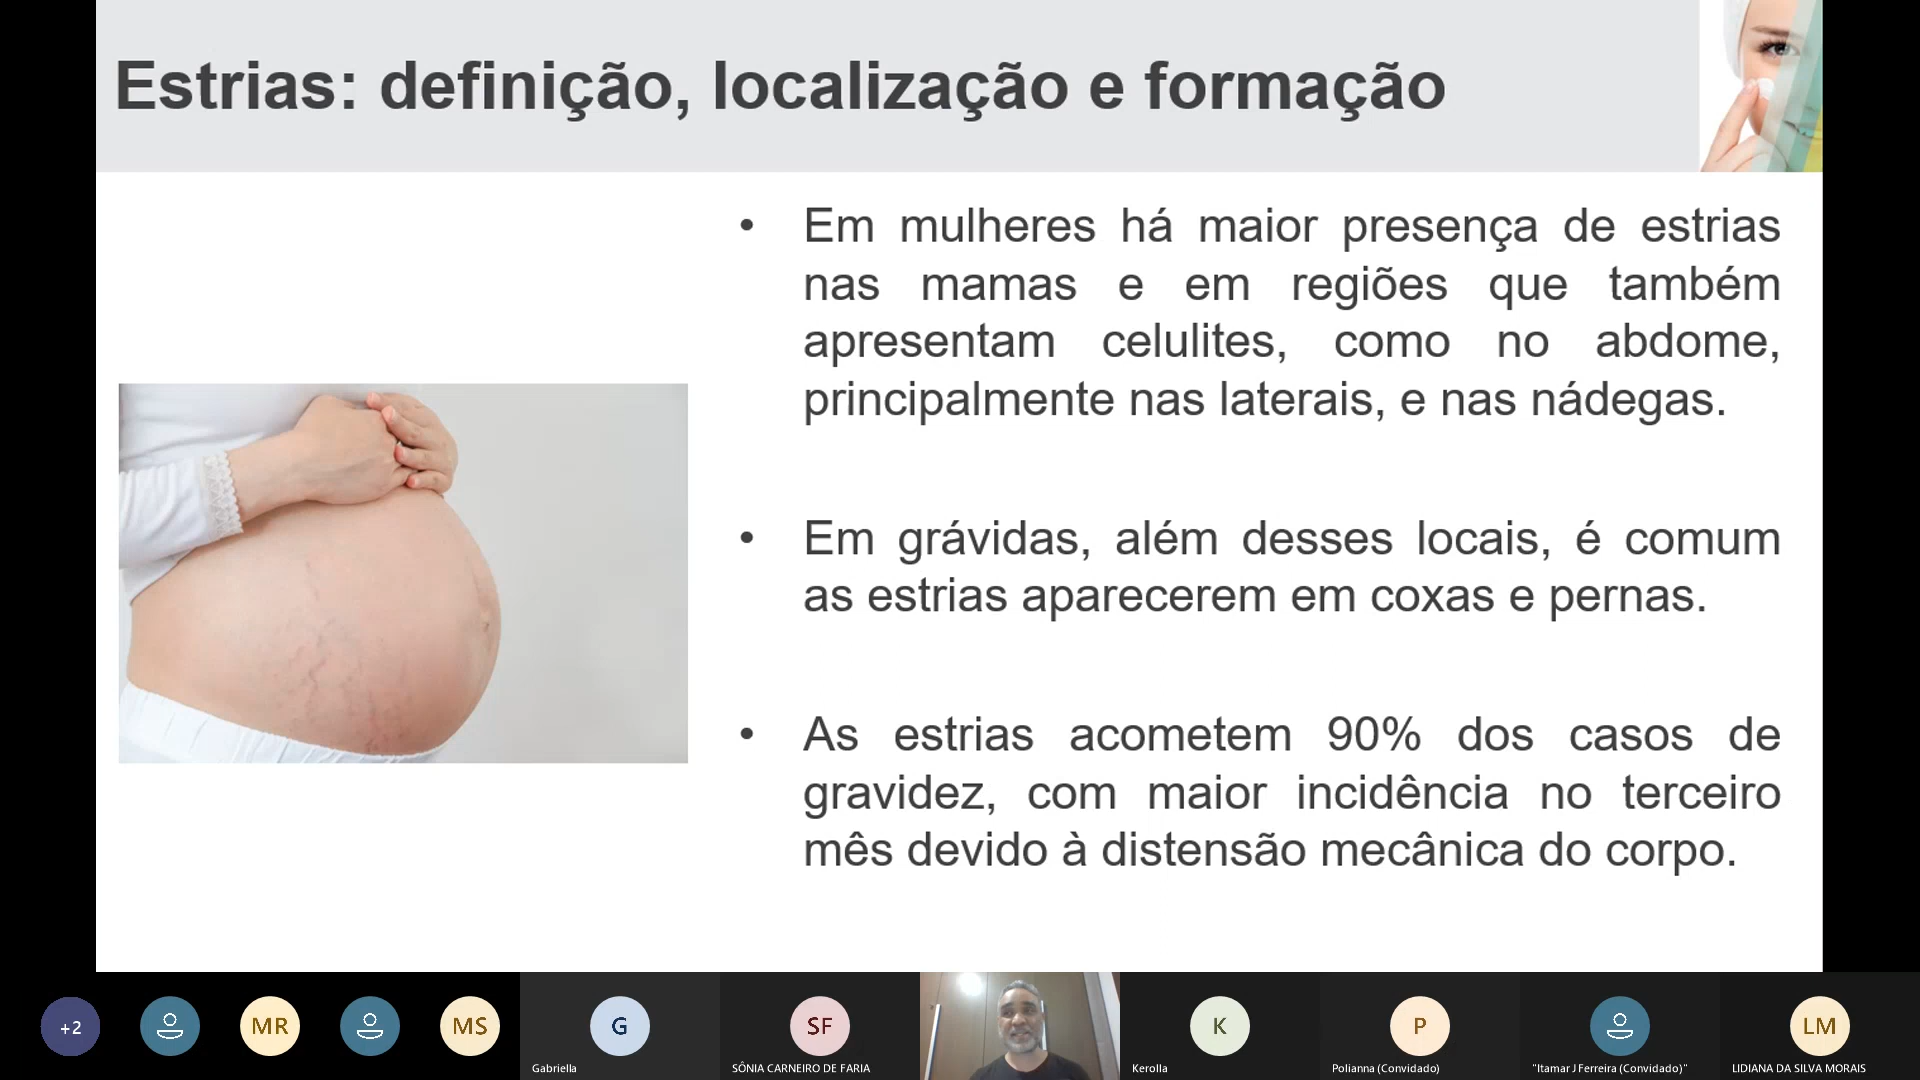 Estrias: definição, localização e formação
• Em mulheres há maior presença de estrias
nas mamas e em regiões que também
apresentam celulites, como no abdome,
principalmente nas laterais, e nas nádegas.
• Em grávidas, além desses locais, é comum
as estrias aparecerem em coxas e pernas.
• As estrias acometem 90% dos casos de
gravidez, com maior incidência no terceiro
mês devido à distensão mecânica do corpo.
+2
MR
MS
G
Gabriella
SF
SÔNIA CARNEIRO DE FARIA
K
Kerolla
P
Polianna (Convidado)
"Itamar J Ferreira (Convidado)"
LM
LIDIANA DA SILVA MORAIS